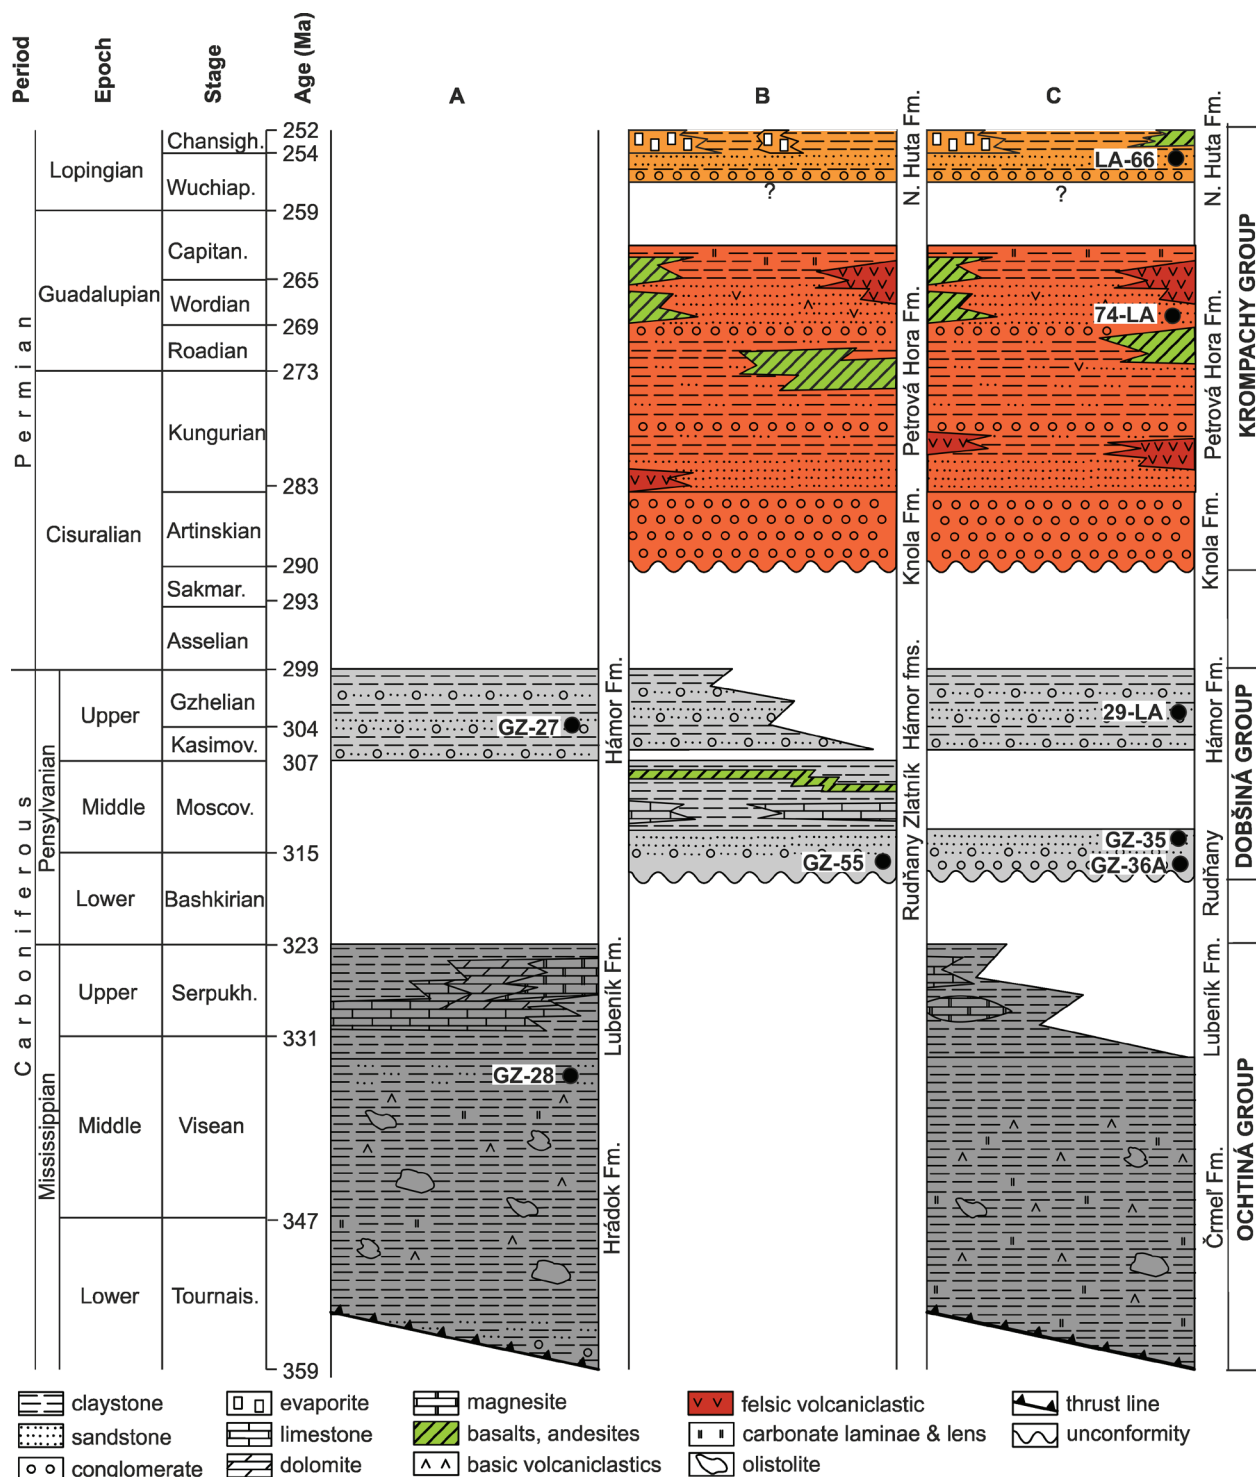 Period
Epoch
Stage
Age (Ma)
A
B
C
Permian
Carboniferous
Pensylvanian
Mississippian
Lopingian
Guadalupian
Cisuralian
Upper
Middle
Lower
Upper
Middle
Lower
Chansigh.
Wuchiap.
Capitan.
Wordian
Roadian
Kungurian
Artinskian
Sakmar.
Asselian
Gzhelian
Kasimov.
Moscov.
Bashkirian
Serpukh.
Visean
Tournais.
252
254
259
265
269
273
283
290
293
299
304
307
315
323
331
347
359
GZ-27
GZ-28
Hámor Fm.
Lubeník Fm.
Hrádok Fm.
?
GZ-55
N. Huta Fm.
Petrová Hora Fm.
Knola Fm.
Hámor fms.
Zlatník
Rudňany
LA-66
?
74-LA
29-LA
GZ-35
GZ-36A
N. Huta Fm.
Petrová Hora Fm.
Knola Fm.
Hámor Fm.
Rudňany
Lubeník Fm.
Črmeľ Fm.
KROMPACHY GROUP
DOBŠINÁ GROUP
OCHTINÁ GROUP
claystone
evaporite
magnesite
felsic volcaniclastic
thrust line
sandstone
limestone
basalts, andesites
carbonate laminae & lens
unconformity
conglomerate
dolomite
basic volcaniclastics
olistolite